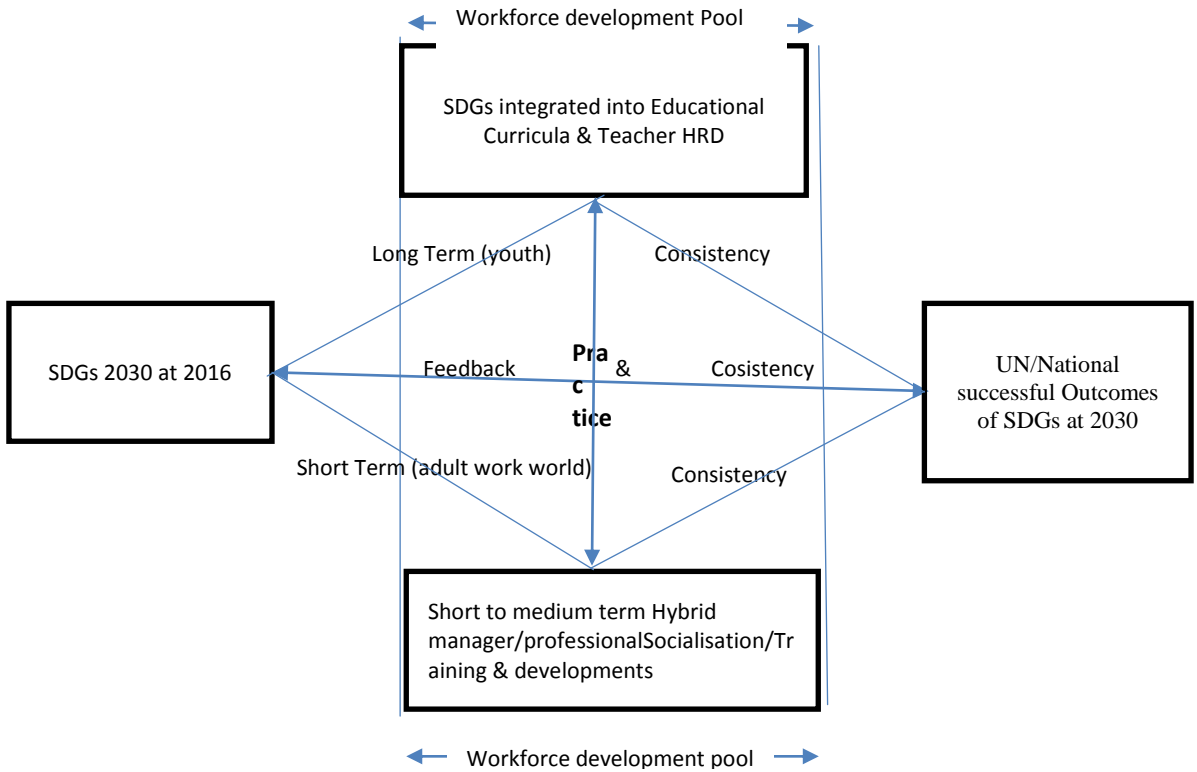 Workforce development Pool
SDGs integrated into Educational
Curricula & Teacher HRD
Long Term (youth)
Consistency
SDGs 2030 at 2016
Feedback
Pra
c
tice
&
Cosistency
UN/National
successful Outcomes
of SDGs at 2030
Short Term (adult work world)
Consistency
Short to medium term Hybrid
manager/professionalSocialisation/Tr
aining & developments
Workforce development pool